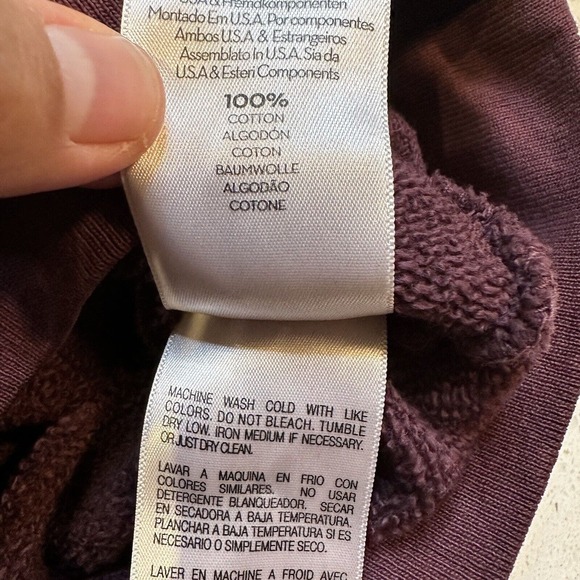 USA & Fremdkomponenten
Montado Em U.S.A. Por componentes
Ambos U.S.A & Estrangeiros
Assemblato In U.S.A. Sia da
U.S.A & Esteri Components
100%
COTTON
ALGODÓN
COTON
BAUMWOLLE
ALGODÃO
COTONE
MACHINE WASH COLD WITH LIKE
COLORS. DO NOT BLEACH. TUMBLE
DRY LOW. IRON MEDIUM IF NECESSARY.
OR JUST DRY CLEAN.
LAVAR A MAQUINA EN FRIO CON
COLORES SIMILARES. NO USAR
DETERGENTE BLANQUEADOR. SECAR
EN SECADORA A BAJA TEMPERATURA.
PLANCHAR A BAJA TEMPERATURA SI ES
NECESARIO O SIMPLEMENTE SECO.
LAVER EN MACHINE A FROID AVEC